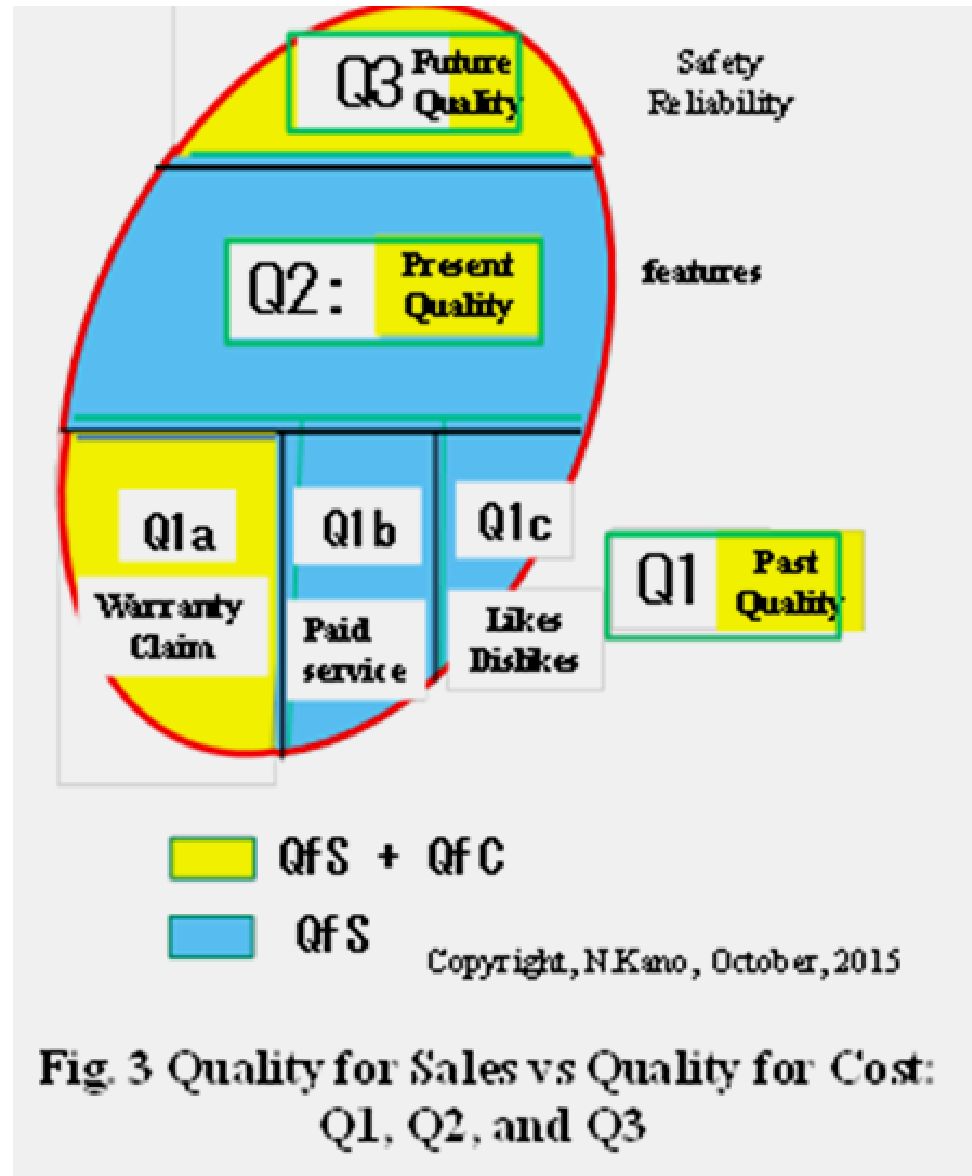 Q3 Future Quality
Safety
Reliability
Q2: Present Quality
features
Q1a
Q1b
Q1c
Warranty
Claim
Paid
service
Likes
Dislikes
Q1 Past Quality
QfS + QfC
QfS
Copyright, N.Kano, October, 2015
Fig. 3 Quality for Sales vs Quality for Cost:
Q1, Q2, and Q3